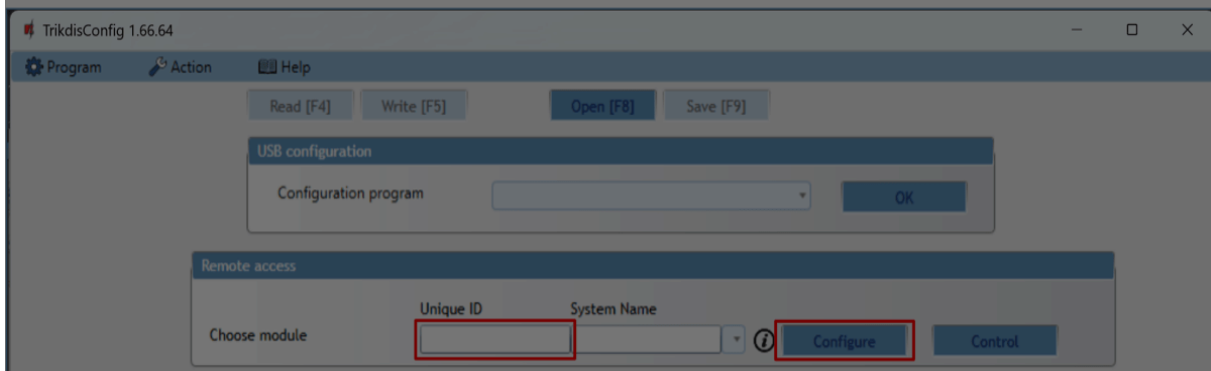 TrikdisConfig 1.66.64
Program Action Help
Read [F4] Write [F5] Open [F8] Save [F9]
USB configuration
Configuration program OK
Remote access
Unique ID System Name
Choose module i Configure Control